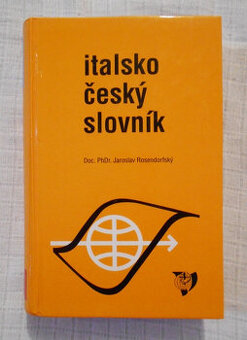 italsko
český
slovník
Doc. PhDr. Jaroslav Rosendorfský